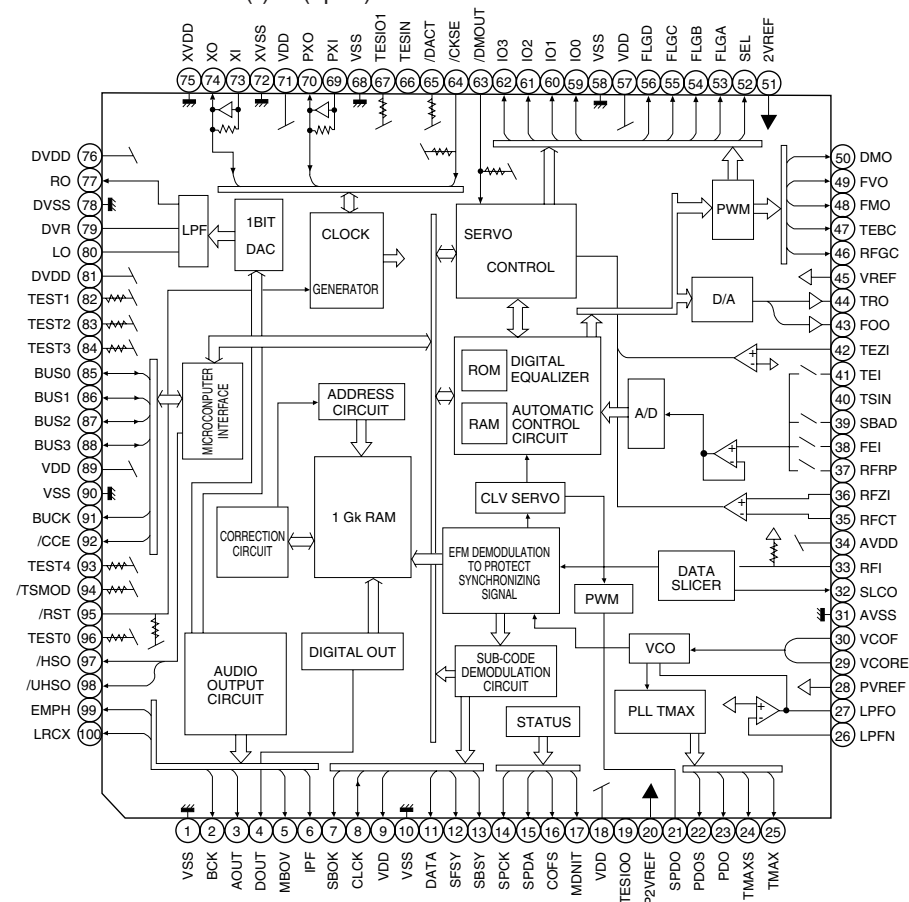 XVDD
XO
XI
XVSS
VDD
PXO
PXI
VSS
TESIO1
TESIN
/DACT
/CKSE
/DMOUT
IO3
IO2
IO1
IO0
VSS
VDD
FLGD
FLGC
FLGB
FLGA
SEL
2VREF
75 74 73 72 71 70 69 68 67 66 65 64 63 62 61 60 59 58 57 56 55 54 53 52 51
DVDD 76
RO 77
DVSS 78
DVR 79
LO 80
DVDD 81
TEST1 82
TEST2 83
TEST3 84
BUS0 85
BUS1 86
BUS2 87
BUS3 88
VDD 89
VSS 90
BUCK 91
/CCE 92
TEST4 93
/TSMOD 94
/RST 95
TEST0 96
/HSO 97
/UHSO 98
EMPH 99
LRCX 100
LPF
1BIT
DAC
CLOCK
GENERATOR
SERVO
CONTROL
PWM
D/A
MICROCONPUTER
INTERFACE
ADDRESS
CIRCUIT
ROM
DIGITAL
EQUALIZER
RAM
AUTOMATIC
CONTROL
CIRCUIT
A/D
CORRECTION
CIRCUIT
1 Gk RAM
CLV SERVO
EFM DEMODULATION
TO PROTECT
SYNCHRONIZING
SIGNAL
DATA
SLICER
PWM
AUDIO
OUTPUT
CIRCUIT
DIGITAL OUT
SUB-CODE
DEMODULATION
CIRCUIT
VCO
STATUS
PLL TMAX
50 DMO
49 FVO
48 FMO
47 TEBC
46 RFGC
45 VREF
44 TRO
43 FOO
42 TEZI
41 TEI
40 TSIN
39 SBAD
38 FEI
37 RFRP
36 RFZI
35 RFCT
34 AVDD
33 RFI
32 SLCO
31 AVSS
30 VCOF
29 VCORE
28 PVREF
27 LPFO
26 LPFN
1 2 3 4 5 6 7 8 9 10 11 12 13 14 15 16 17 18 19 20 21 22 23 24 25
VSS
BCK
AOUT
DOUT
MBOV
IPF
SBOK
CLCK
VDD
VSS
DATA
SFSY
SBSY
SPCK
SPDA
COFS
MDNIT
VDD
TESIOO
P2VREF
SPDO
PDOS
PDO
TMAXS
TMAX